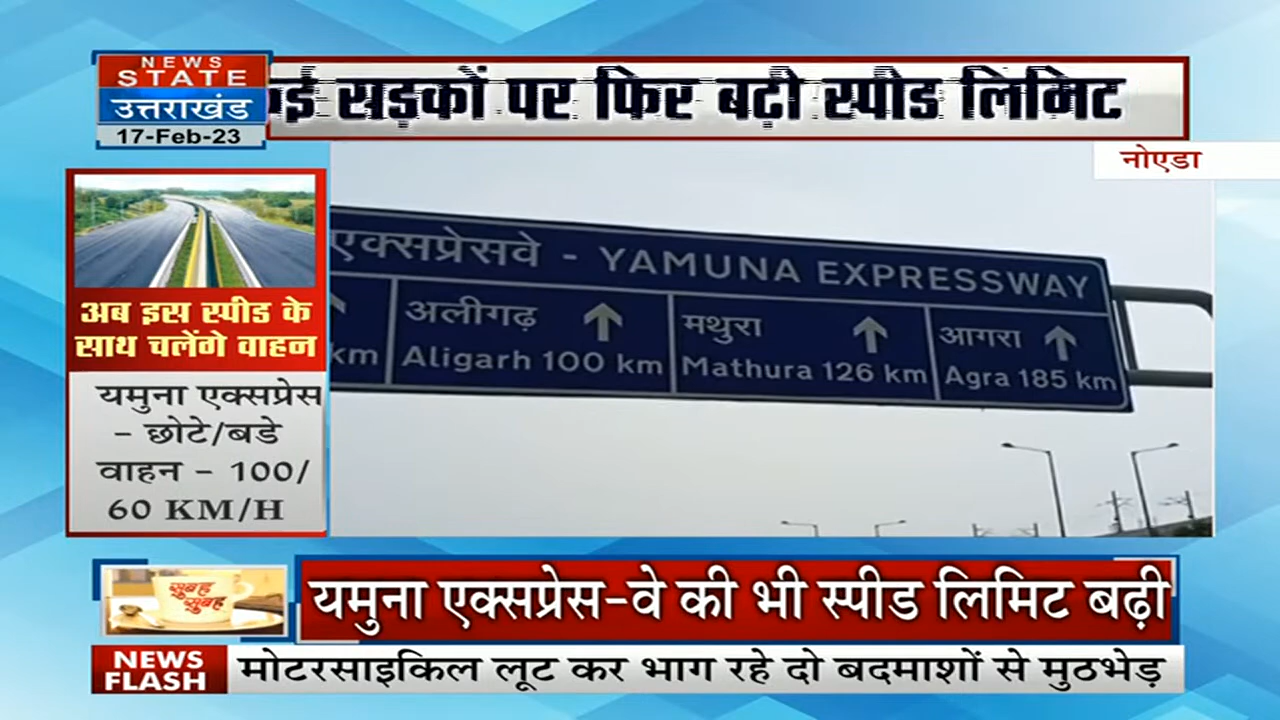 NEWS
STATE
उत्तराखंड
17-Feb-23
सड़कों पर फिर बढ़ी स्पीड लिमिट
नोएडा
अब इस स्पीड के
साथ चलेंगे वाहन
यमुना एक्सप्रेस
- छोटे/बडे
वाहन - 100/
60 KM/H
एक्सप्रेसवे - YAMUNA EXPRESSWAY
km
अलीगढ़
Aligarh 100 km
मथुरा
Mathura 126 km
आगरा
Agra 185 km
सुबह
सुबह
यमुना एक्सप्रेस-वे की भी स्पीड लिमिट बढ़ी
NEWS
FLASH
मोटरसाइकिल लूट कर भाग रहे दो बदमाशों से मुठभेड़